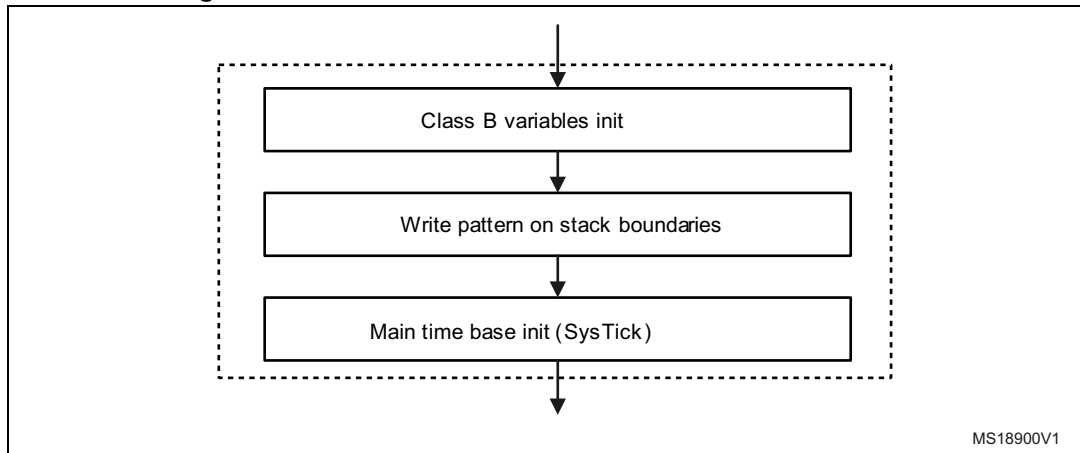 Class B variables init
Write pattern on stack boundaries
Main time base init (SysTick)
MS18900V1